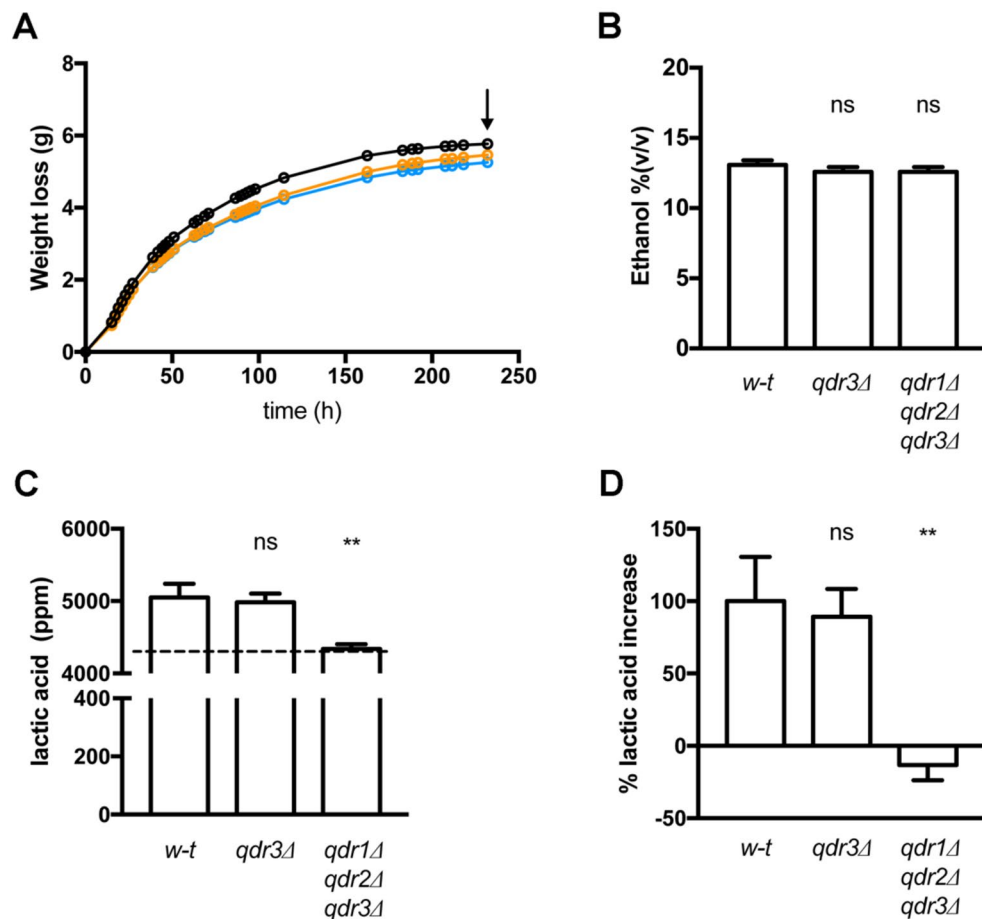 A
8
6
4
2
0
Weight loss (g)
0 50 100 150 200 250
time (h)
B
20
15
10
5
0
Ethanol %(v/v)
ns ns
w-t qdr3Δ qdr1Δ
qdr2Δ
qdr3Δ
C
6000
5000
4000
400
200
0
lactic acid (ppm)
ns **
w-t qdr3Δ qdr1Δ
qdr2Δ
qdr3Δ
D
150
100
50
0
-50
% lactic acid increase
ns **
w-t qdr3Δ qdr1Δ
qdr2Δ
qdr3Δ